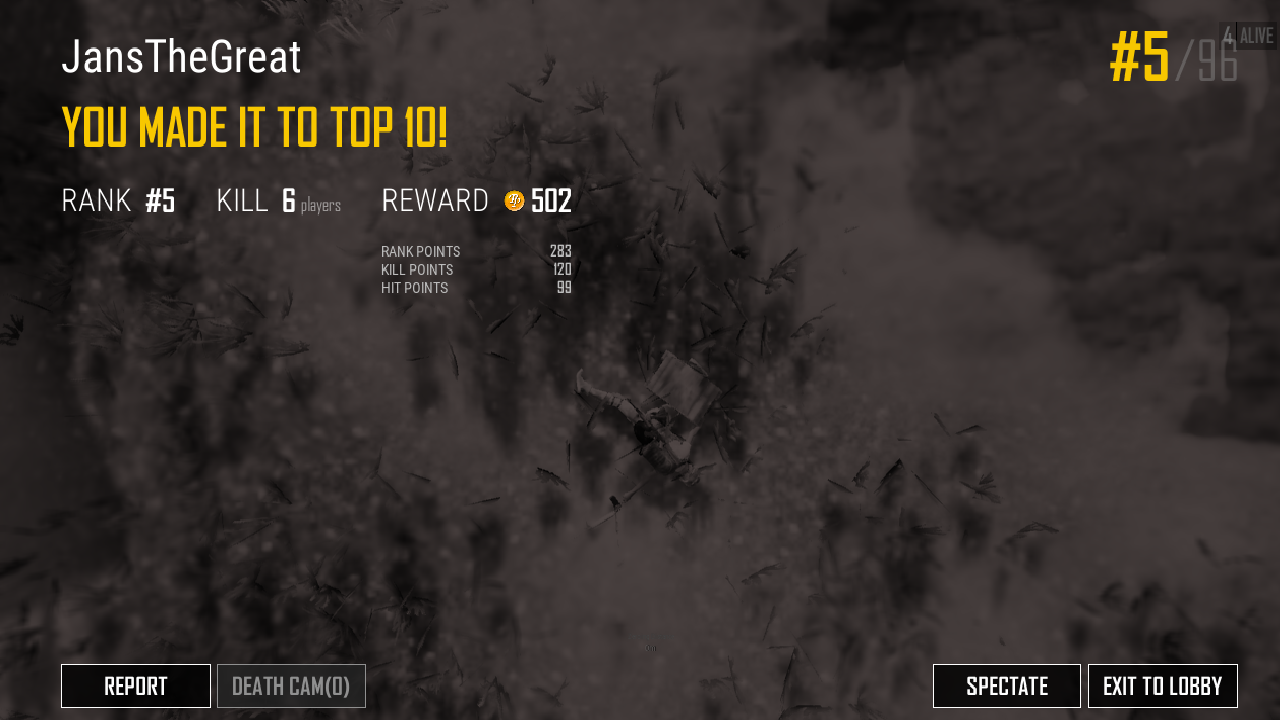 JansTheGreat
#5/96
4 ALIVE
YOU MADE IT TO TOP 10!
RANK #5 KILL 6 players REWARD 502
RANK POINTS 283
KILL POINTS 120
HIT POINTS 99
REPORT DEATH CAM(0) SPECTATE EXIT TO LOBBY